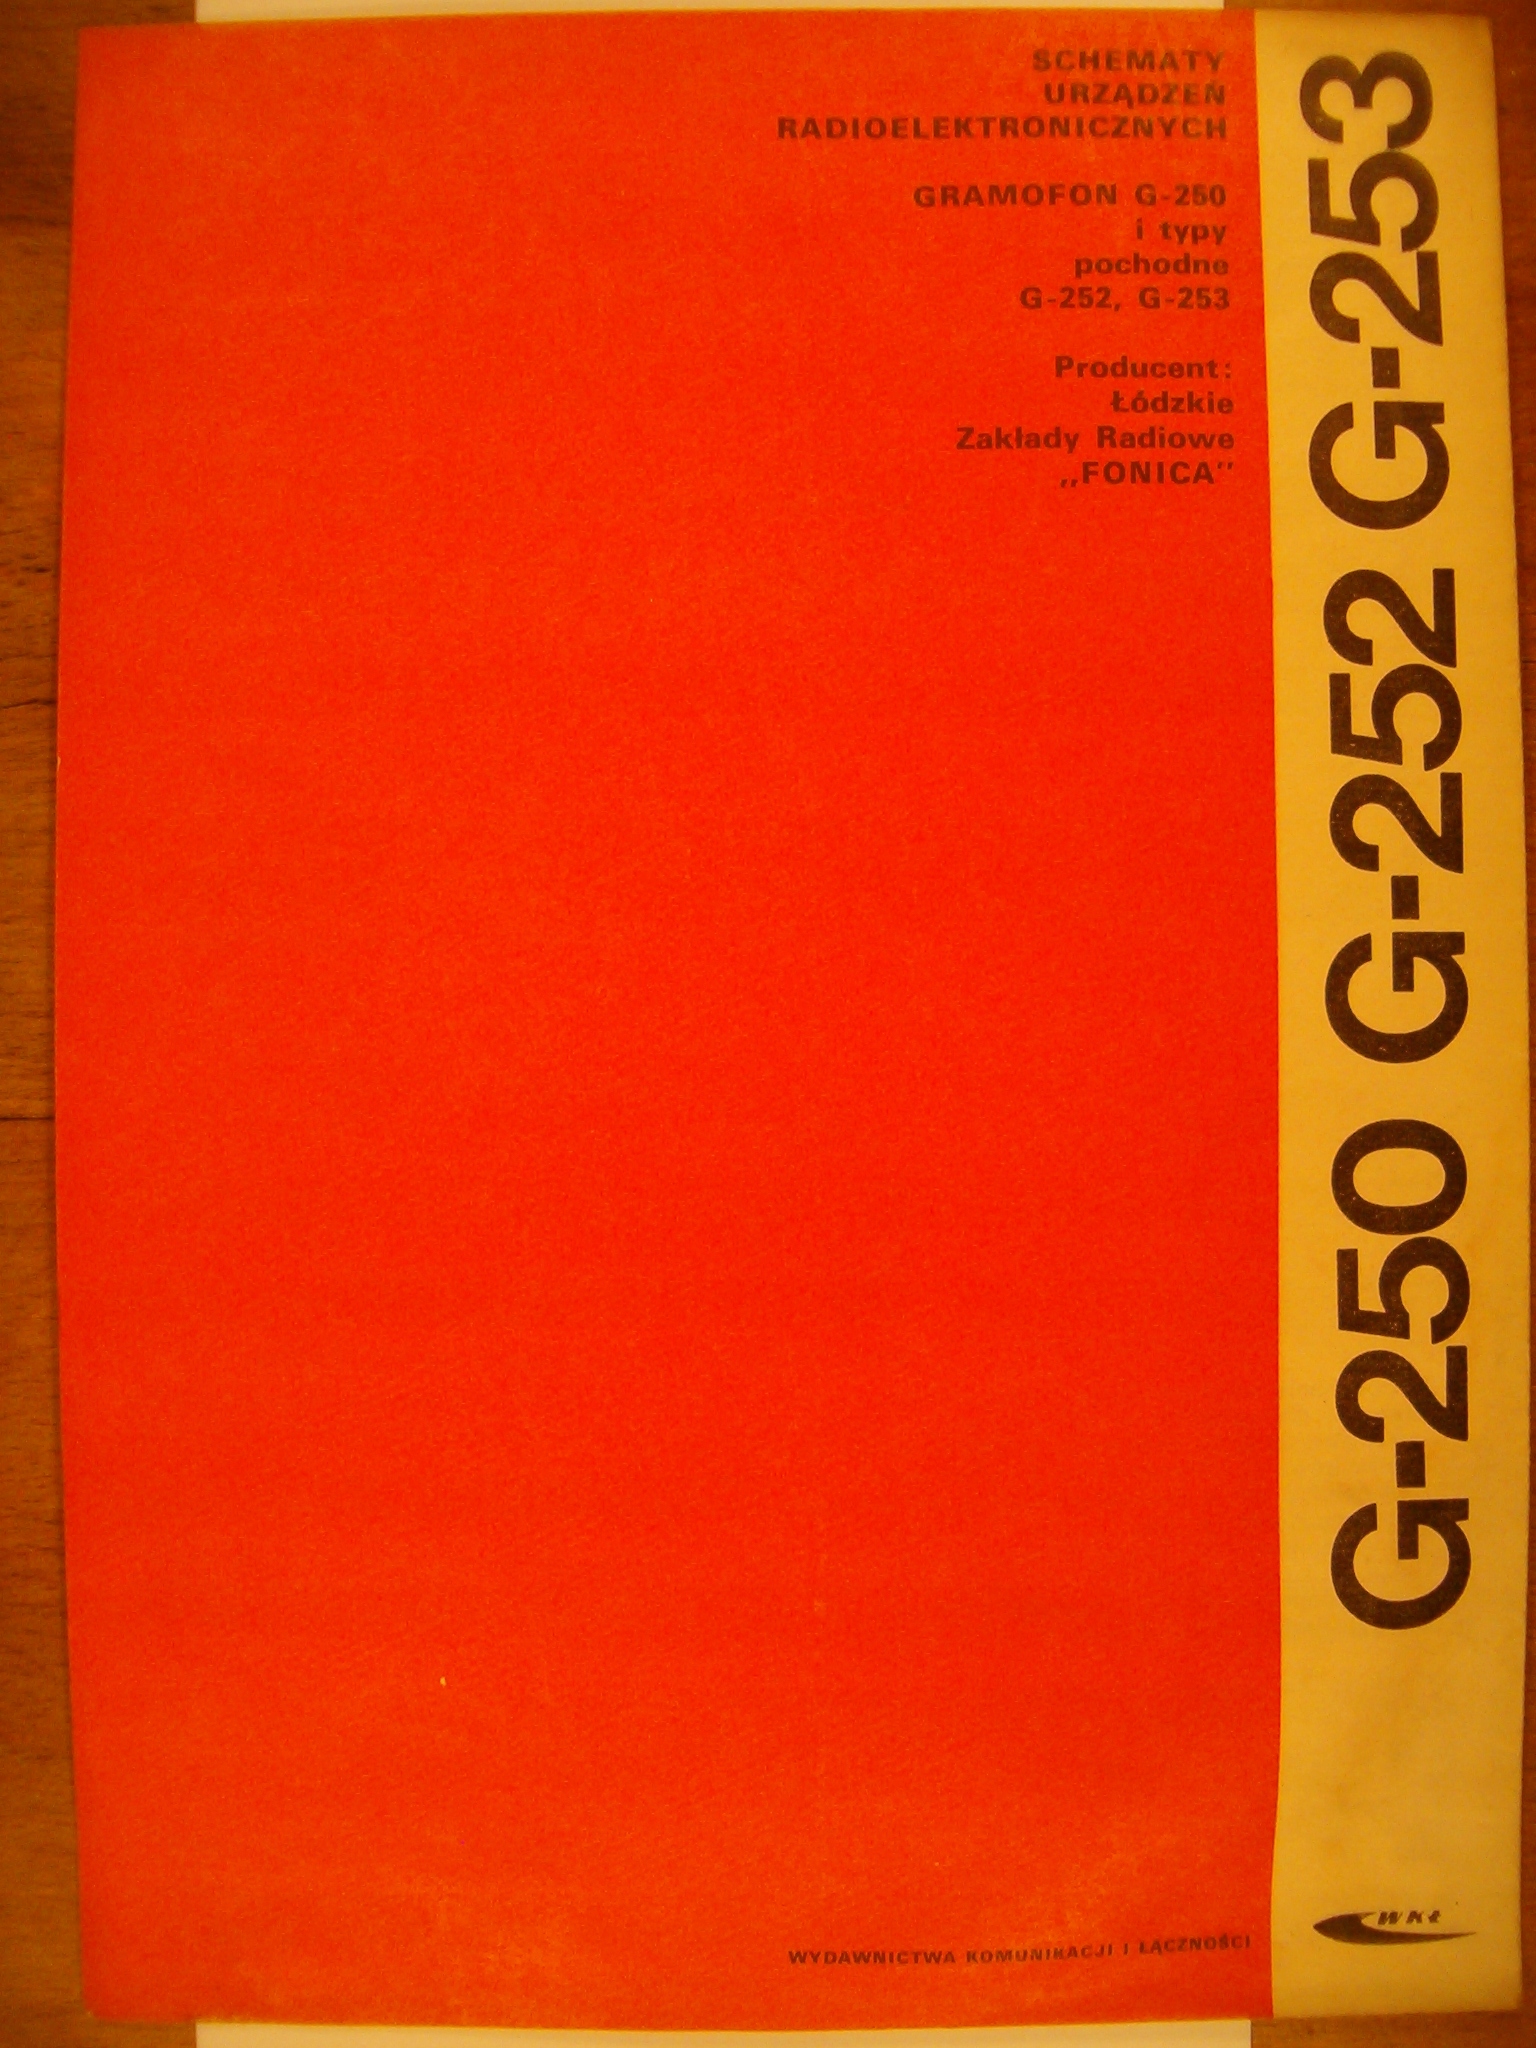 SCHEMATY
URZĄDZEŃ
RADIOELEKTRONICZNYCH
GRAMOFON G-250
i typy
pochodne
G-252, G-253
Producent:
Łódzkie
Zakłady Radiowe
„FONICA”
G-250 G-252 G-253
WKŁ
WYDAWNICTWA KOMUNIKACJI I ŁĄCZNOŚCI